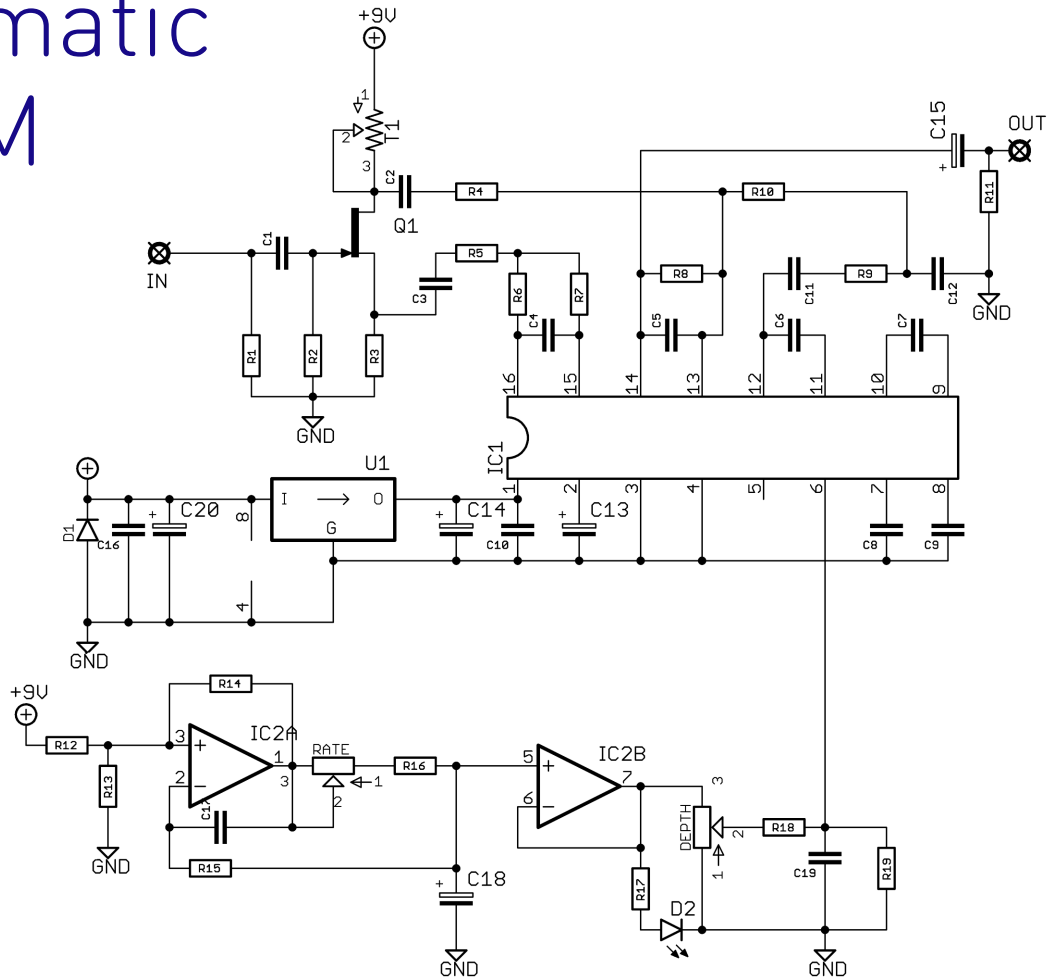 matic
M
+9V
1
2
T1
3
C2
R4
R10
C15
+
OUT
R11
Q1
IN
C1
R5
C3
R6
R7
R8
C11
R9
C12
GND
R1
R2
R3
C4
C5
C6
C7
GND
16
15
14
13
12
11
10
9
IC1
U1
I
O
G
1
2
3
4
5
6
7
8
D1
C16
+
C20
8
4
+
C14
C10
+
C13
C8
C9
GND
+9V
R12
R13
GND
R14
3
+
2
-
IC2A
1
3
RATE
1
2
R16
C17
R15
+
C18
GND
5
+
6
-
IC2B
7
R17
D2
3
DEPTH
2
1
R18
C19
R19
GND